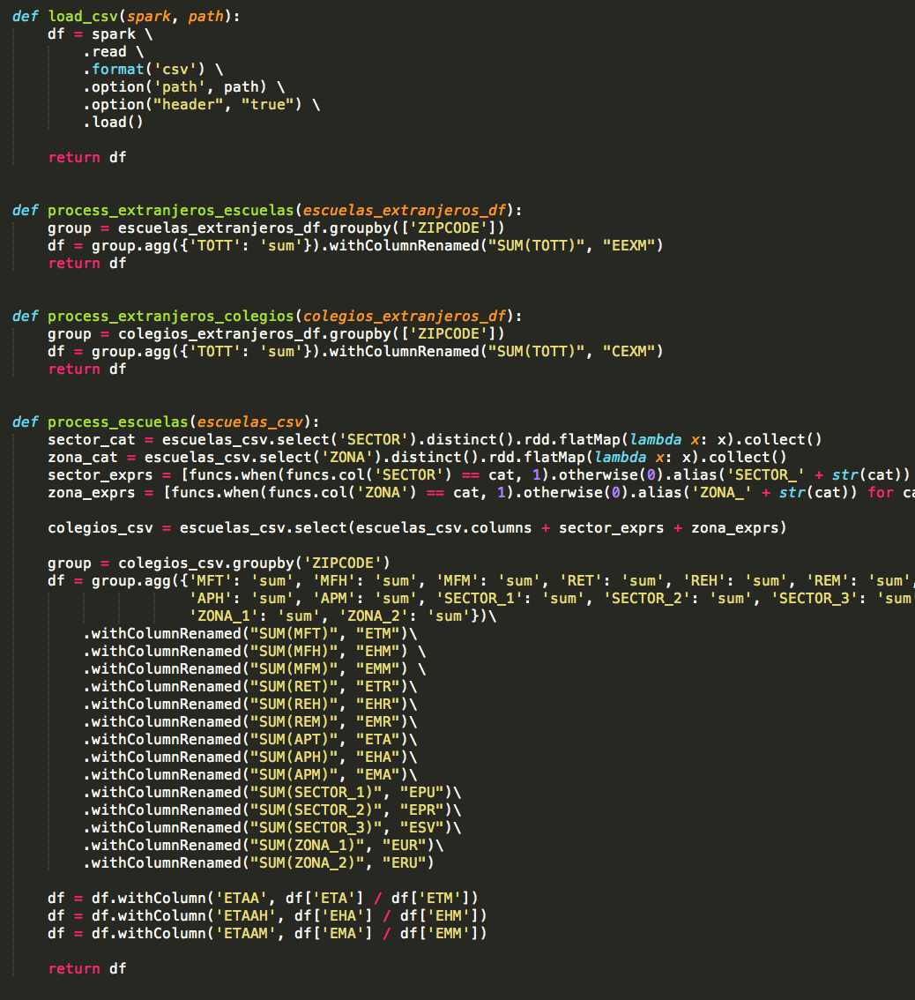 def load_csv(spark, path):
    df = spark \
        .read \
        .format('csv') \
        .option('path', path) \
        .option("header", "true") \
        .load()

    return df


def process_extranjeros_escuelas(escuelas_extranjeros_df):
    group = escuelas_extranjeros_df.groupby(['ZIPCODE'])
    df = group.agg({'TOTT': 'sum'}).withColumnRenamed("SUM(TOTT)", "EEXM")
    return df


def process_extranjeros_colegios(colegios_extranjeros_df):
    group = colegios_extranjeros_df.groupby(['ZIPCODE'])
    df = group.agg({'TOTT': 'sum'}).withColumnRenamed("SUM(TOTT)", "CEXM")
    return df


def process_escuelas(escuelas_csv):
    sector_cat = escuelas_csv.select('SECTOR').distinct().rdd.flatMap(lambda x: x).collect()
    zona_cat = escuelas_csv.select('ZONA').distinct().rdd.flatMap(lambda x: x).collect()
    sector_exprs = [funcs.when(funcs.col('SECTOR') == cat, 1).otherwise(0).alias('SECTOR_' + str(cat))
    zona_exprs = [funcs.when(funcs.col('ZONA') == cat, 1).otherwise(0).alias('ZONA_' + str(cat)) for ca

    colegios_csv = escuelas_csv.select(escuelas_csv.columns + sector_exprs + zona_exprs)

    group = colegios_csv.groupby('ZIPCODE')
    df = group.agg({'MFT': 'sum', 'MFH': 'sum', 'MFM': 'sum', 'RET': 'sum', 'REH': 'sum', 'REM': 'sum',
                    'APH': 'sum', 'APM': 'sum', 'SECTOR_1': 'sum', 'SECTOR_2': 'sum', 'SECTOR_3': 'sum
                    'ZONA_1': 'sum', 'ZONA_2': 'sum'})\
        .withColumnRenamed("SUM(MFT)", "ETM")\
        .withColumnRenamed("SUM(MFH)", "EHM") \
        .withColumnRenamed("SUM(MFM)", "EMM") \
        .withColumnRenamed("SUM(RET)", "ETR")\
        .withColumnRenamed("SUM(REH)", "EHR")\
        .withColumnRenamed("SUM(REM)", "EMR")\
        .withColumnRenamed("SUM(APT)", "ETA")\
        .withColumnRenamed("SUM(APH)", "EHA")\
        .withColumnRenamed("SUM(APM)", "EMA")\
        .withColumnRenamed("SUM(SECTOR_1)", "EPU")\
        .withColumnRenamed("SUM(SECTOR_2)", "EPR")\
        .withColumnRenamed("SUM(SECTOR_3)", "ESV")\
        .withColumnRenamed("SUM(ZONA_1)", "EUR")\
        .withColumnRenamed("SUM(ZONA_2)", "ERU")

    df = df.withColumn('ETAA', df['ETA'] / df['ETM'])
    df = df.withColumn('ETAAH', df['EHA'] / df['EHM'])
    df = df.withColumn('ETAAM', df['EMA'] / df['EMM'])

    return df